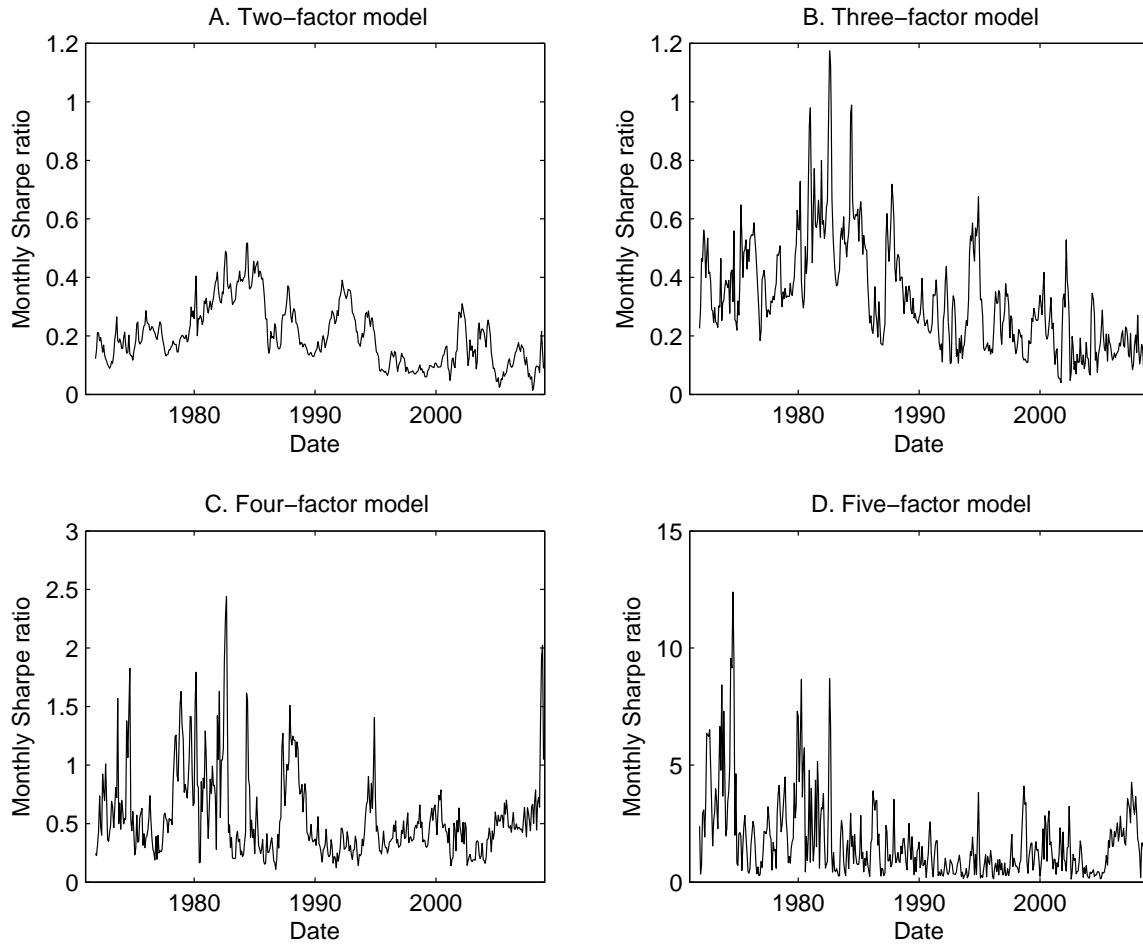 A. Two−factor model
1.2
1
0.8
0.6
0.4
0.2
0
Monthly Sharpe ratio
1980 1990 2000
Date
B. Three−factor model
1.2
1
0.8
0.6
0.4
0.2
0
Monthly Sharpe ratio
1980 1990 2000
Date
C. Four−factor model
3
2.5
2
1.5
1
0.5
0
Monthly Sharpe ratio
1980 1990 2000
Date
D. Five−factor model
15
10
5
0
Monthly Sharpe ratio
1980 1990 2000
Date